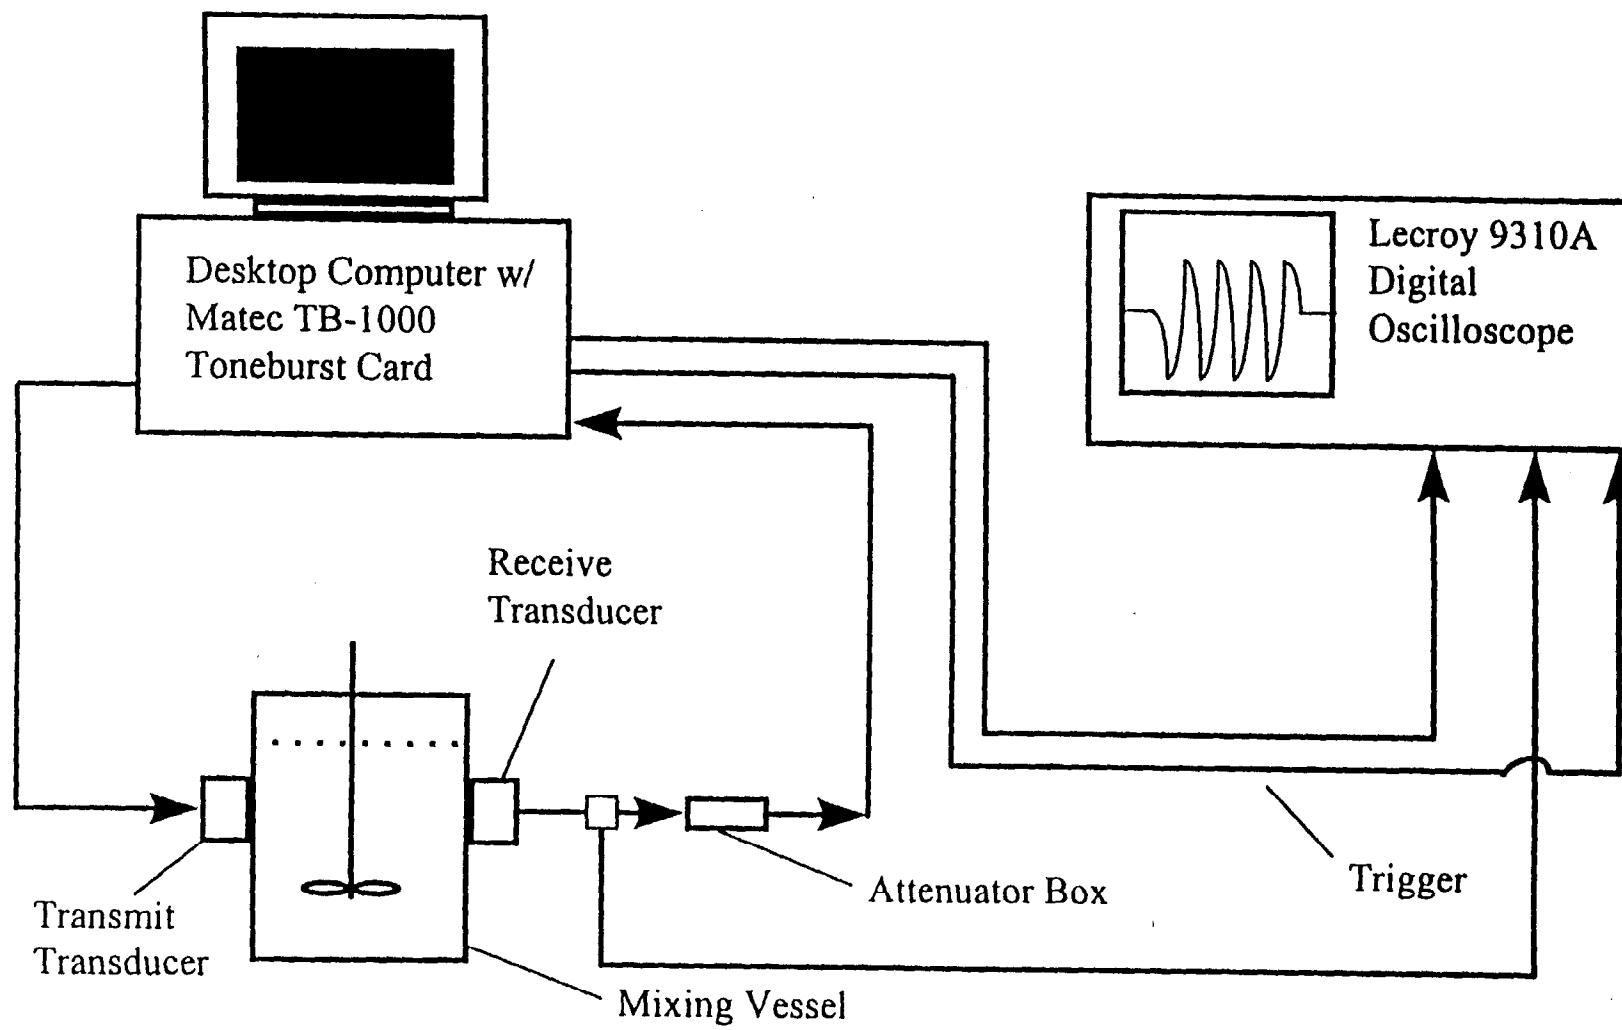 Desktop Computer w/
Matec TB-1000
Toneburst Card
Lecroy 9310A
Digital
Oscilloscope
Receive
Transducer
Transmit
Transducer
Attenuator Box
Trigger
Mixing Vessel